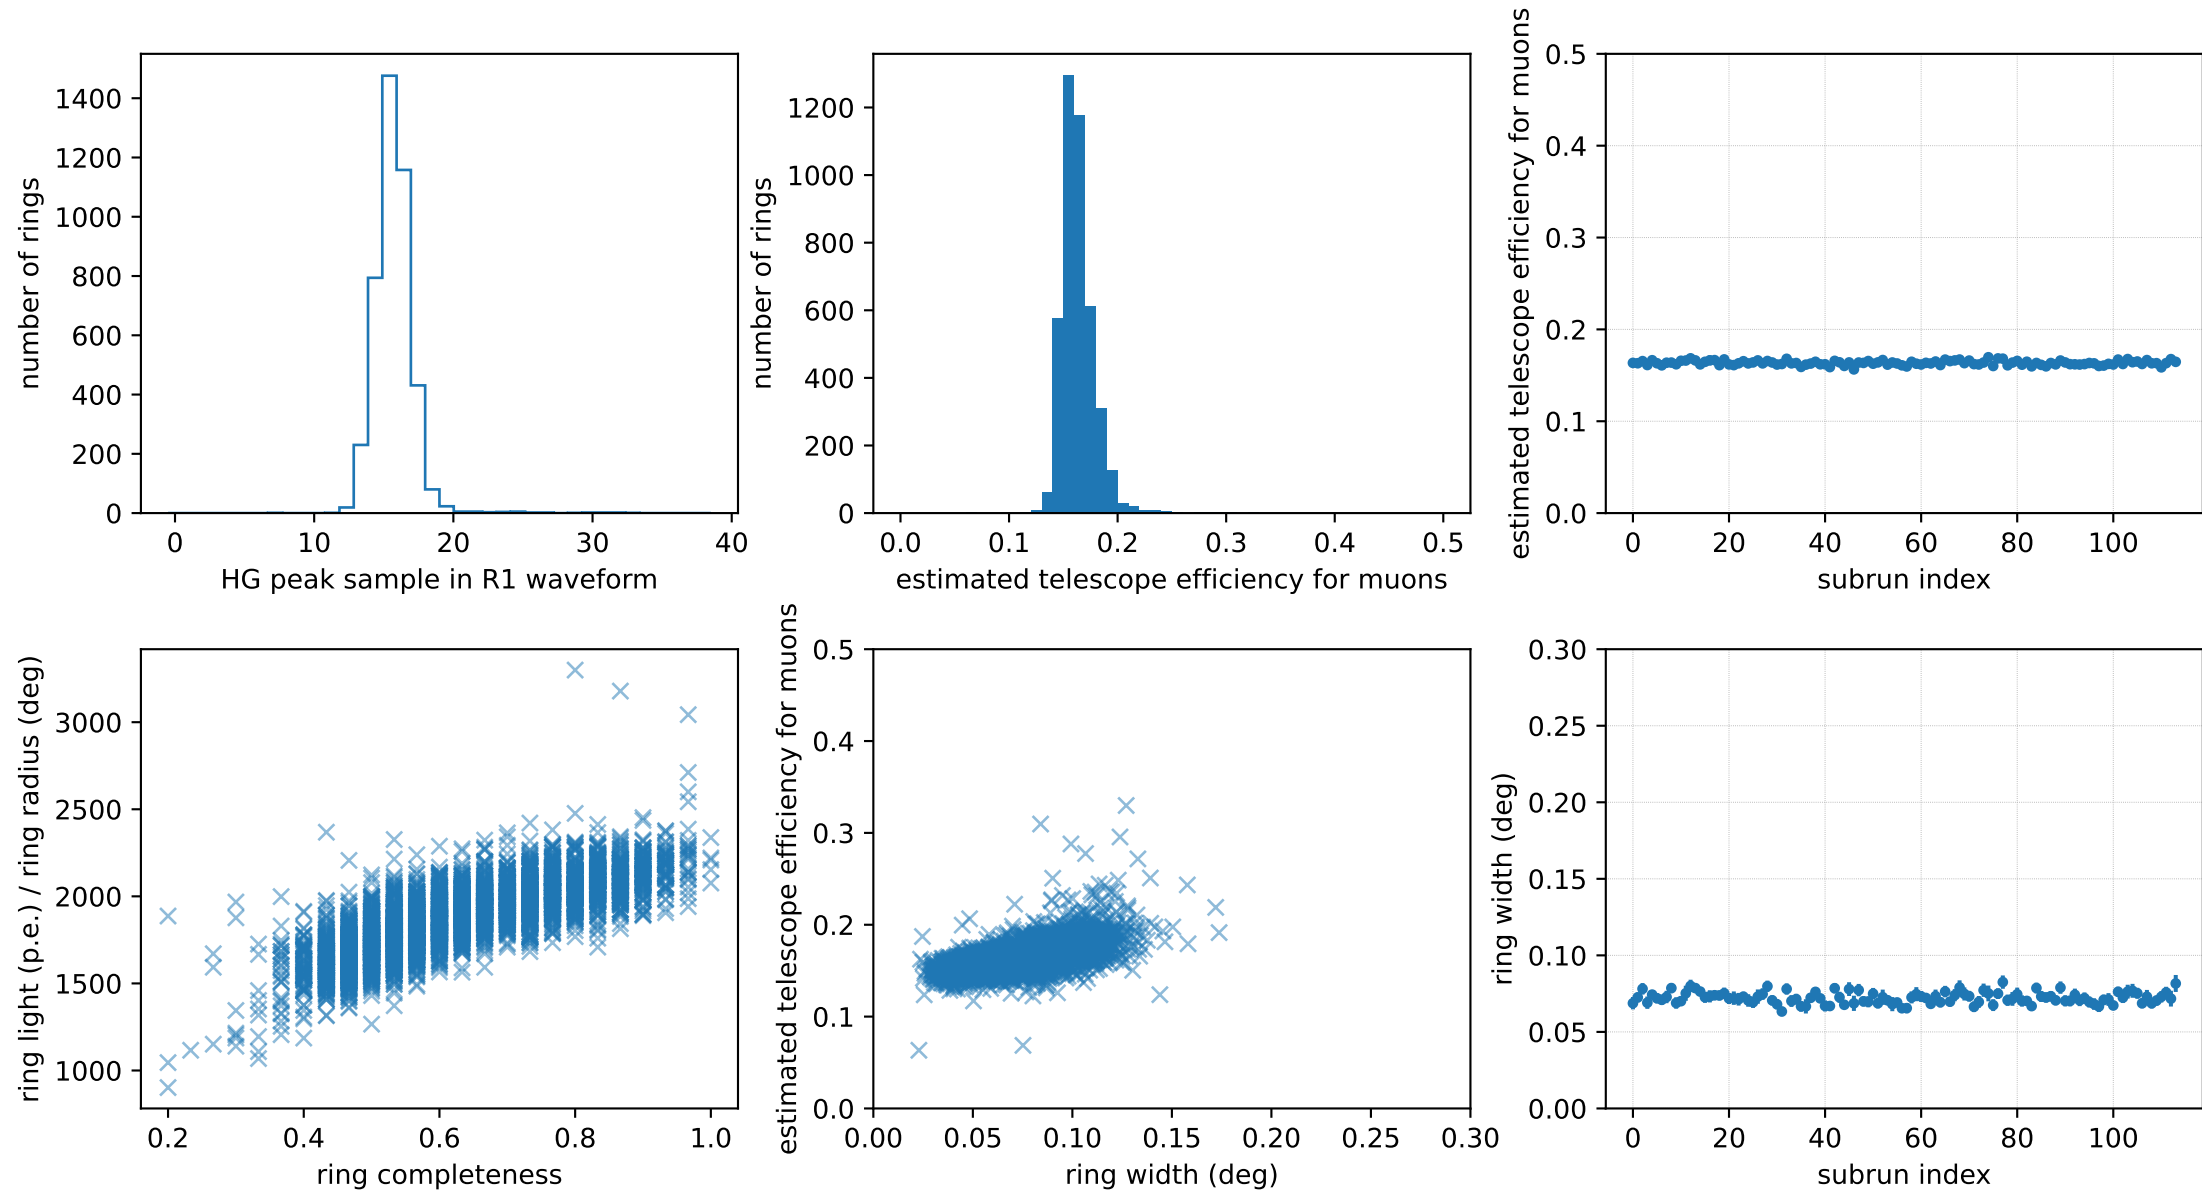 number of rings
1400
1200
1000
800
600
400
200
0
0 10 20 30 40
HG peak sample in R1 waveform
number of rings
1200
1000
800
600
400
200
0
0.0 0.1 0.2 0.3 0.4 0.5
estimated telescope efficiency for muons
estimated telescope efficiency for muons
0.5
0.4
0.3
0.2
0.1
0.0
0 20 40 60 80 100
subrun index
ring light (p.e.) / ring radius (deg)
3000
2500
2000
1500
1000
0.2 0.4 0.6 0.8 1.0
ring completeness
estimated telescope efficiency for muons
0.5
0.4
0.3
0.2
0.1
0.0
0.00 0.05 0.10 0.15 0.20 0.25 0.30
ring width (deg)
ring width (deg)
0.30
0.25
0.20
0.15
0.10
0.05
0.00
0 20 40 60 80 100
subrun index